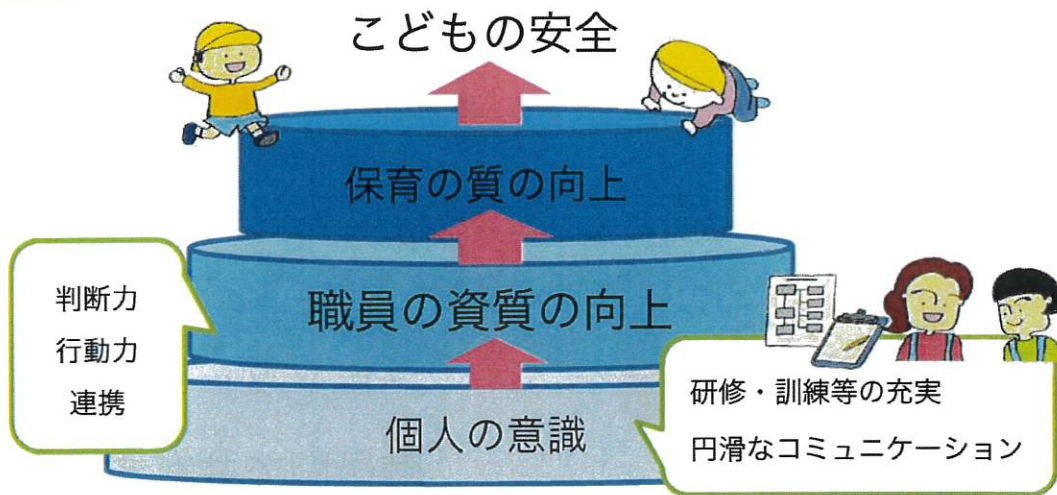 こどもの安全
保育の質の向上
職員の資質の向上
個人の意識
判断力
行動力
連携
研修・訓練等の充実
円滑なコミュニケーション